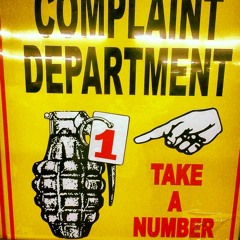 COMPLAINT
DEPARTMENT
1
TAKE
A
NUMBER